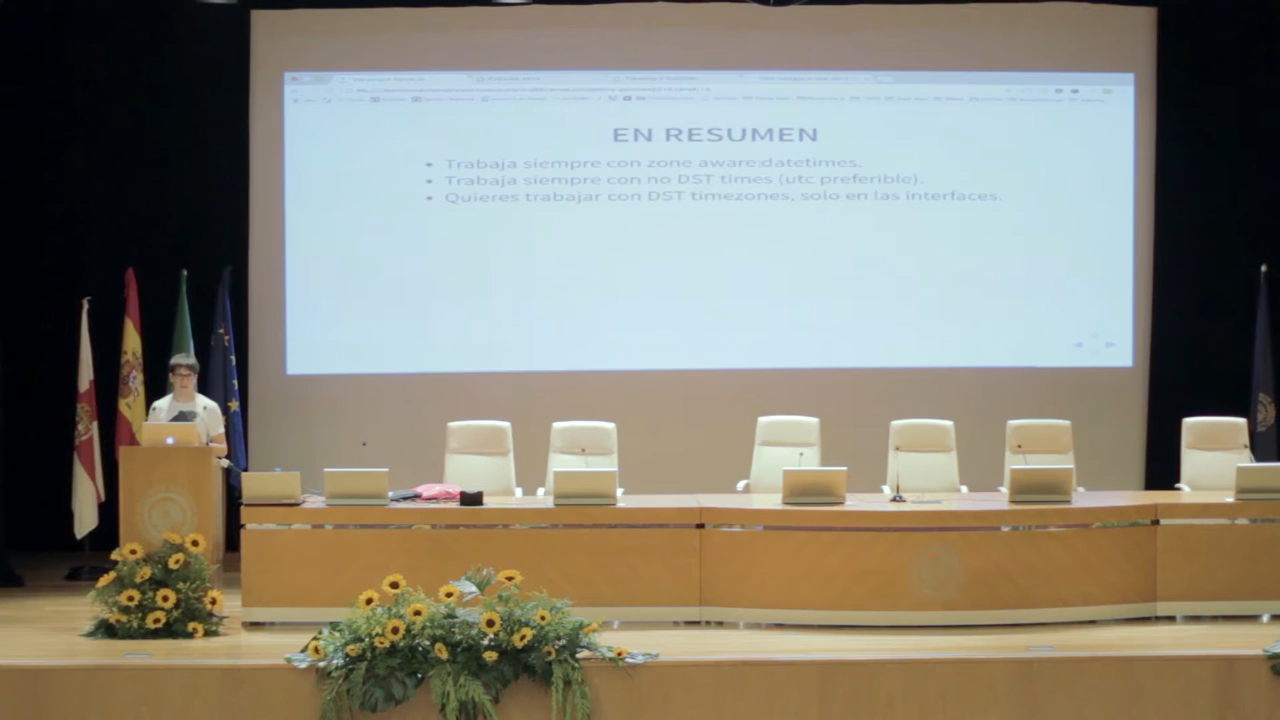 EN RESUMEN
• Trabaja siempre con zone aware:datetimes.
• Trabaja siempre con no DST times (utc preferible).
• Quieres trabajar con DST timezones, solo en las interfaces.